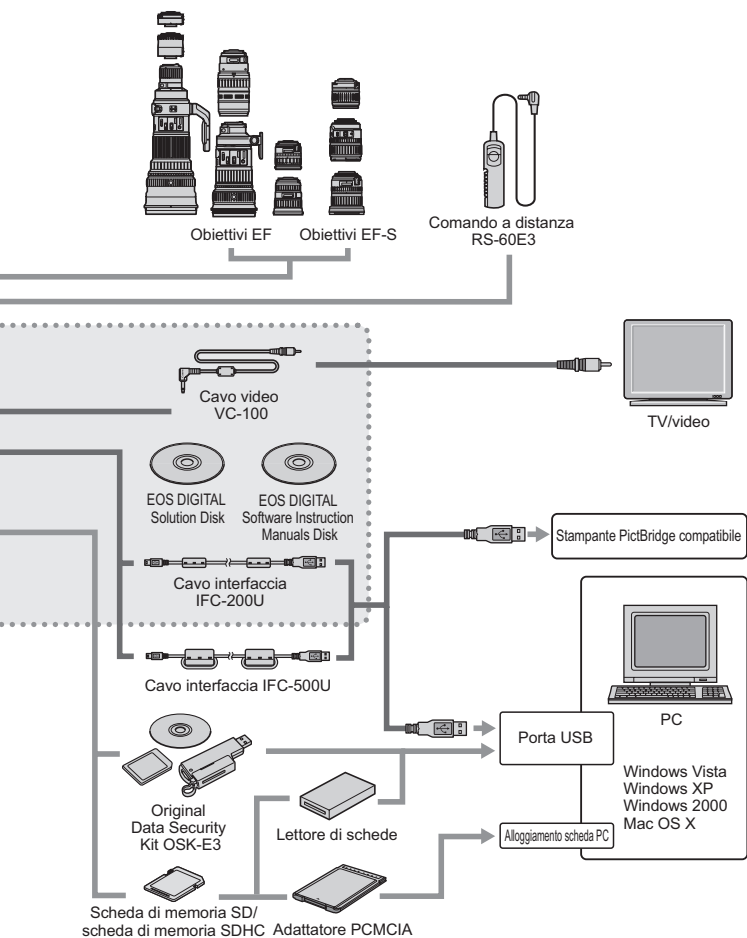 Obiettivi EF
Obiettivi EF-S
Comando a distanza
RS-60E3
Cavo video
VC-100
TV/video
EOS DIGITAL
Solution Disk
EOS DIGITAL
Software Instruction
Manuals Disk
Stampante PictBridge compatibile
Cavo interfaccia
IFC-200U
Cavo interfaccia IFC-500U
PC
Porta USB
Windows Vista
Windows XP
Windows 2000
Mac OS X
Original
Data Security
Kit OSK-E3
Lettore di schede
Alloggiamento scheda PC
Scheda di memoria SD/
scheda di memoria SDHC
Adattatore PCMCIA